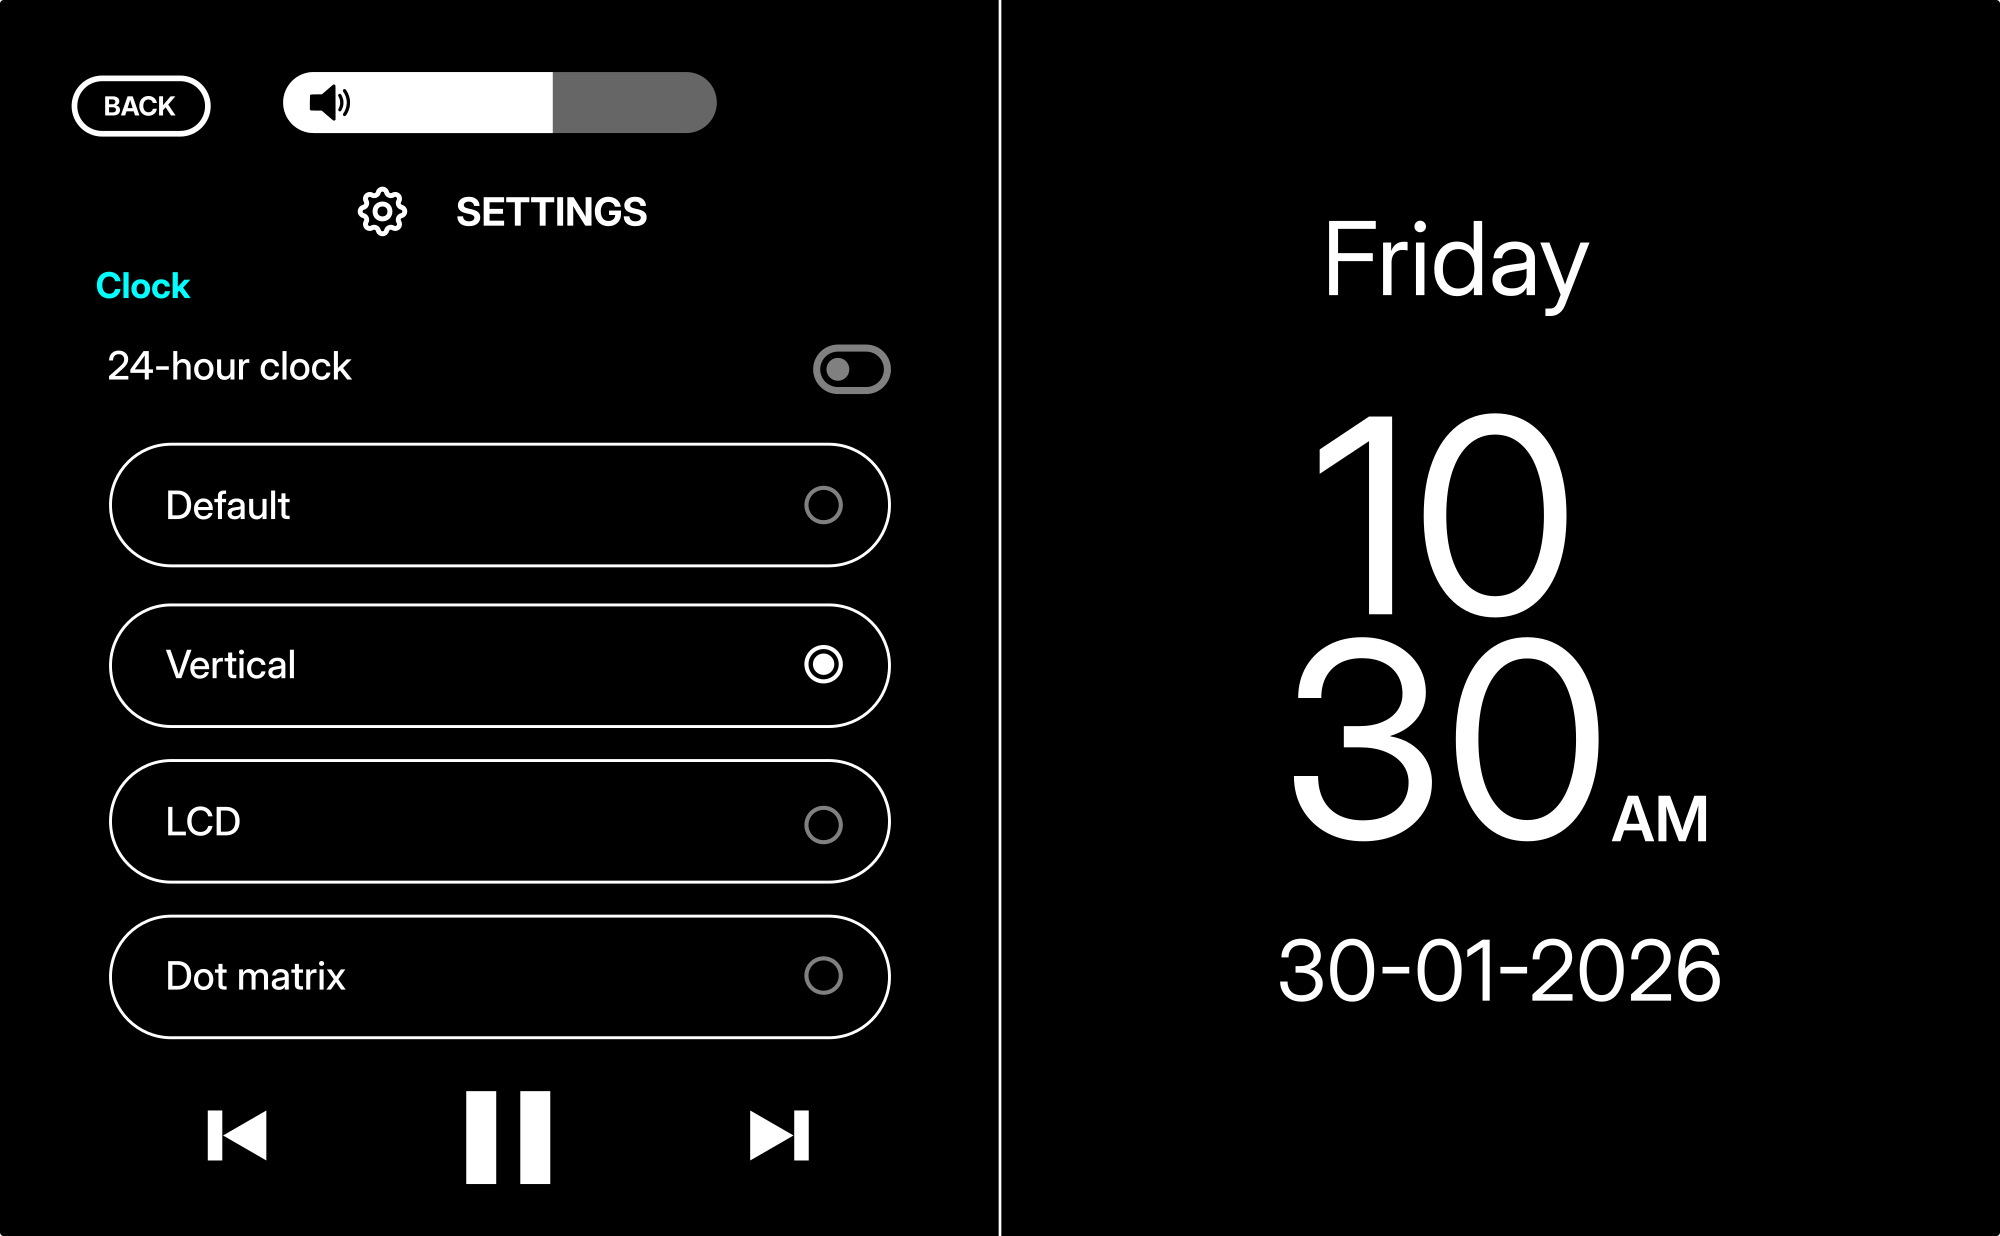 BACK
SETTINGS
Clock
24-hour clock
Default
Vertical
LCD
Dot matrix
Friday
10
30 AM
30-01-2026